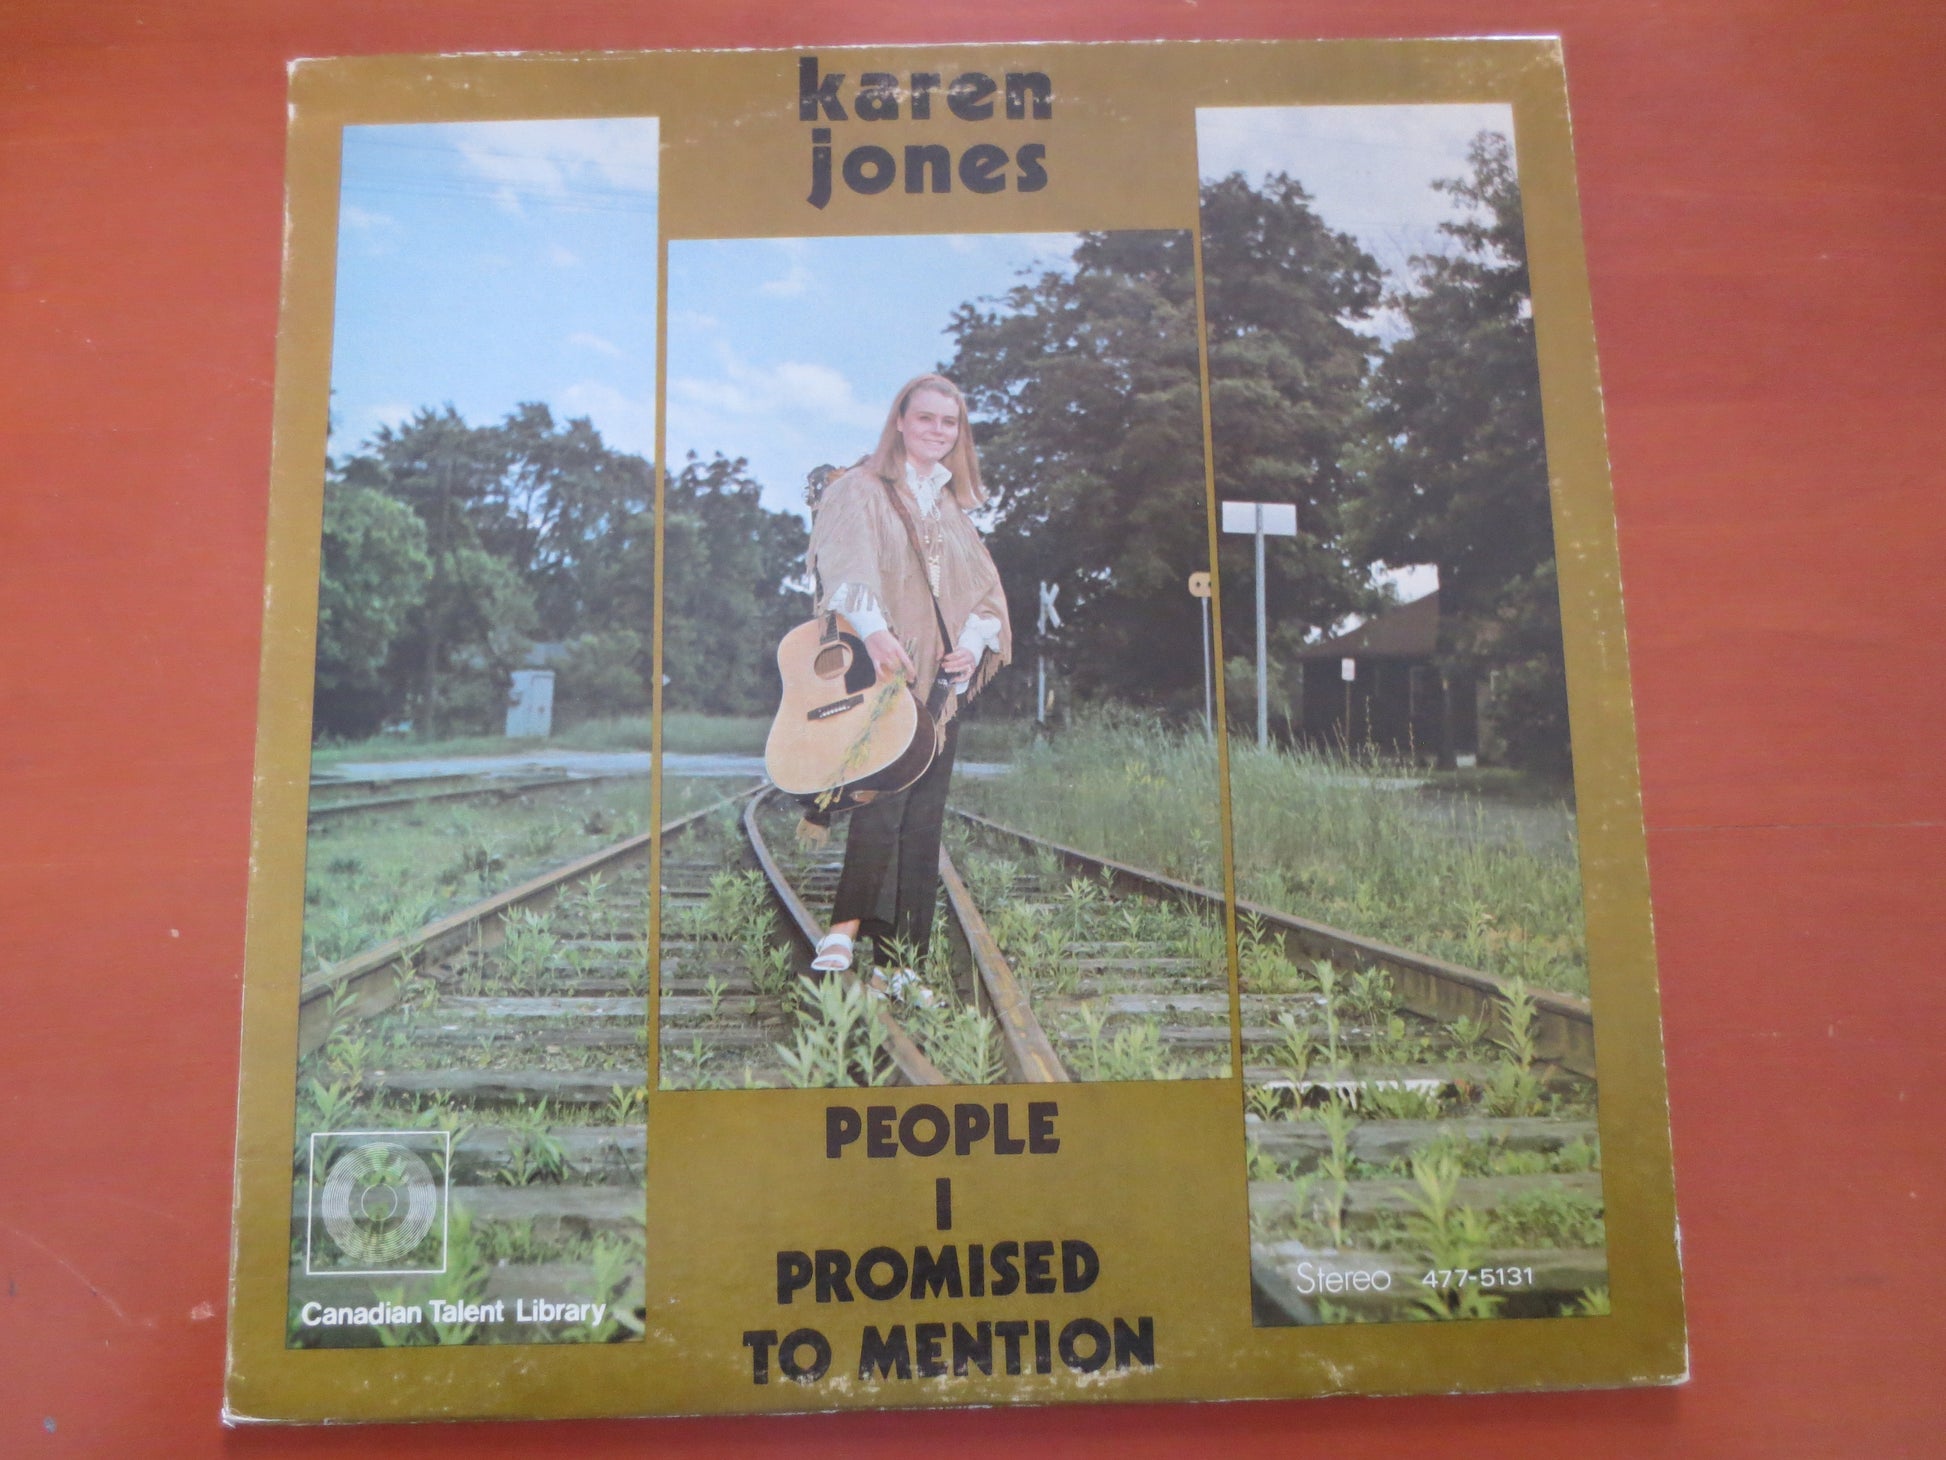 karen
jones
PEOPLE
I
PROMISED
TO MENTION
Canadian Talent Library
Stereo 477-5131